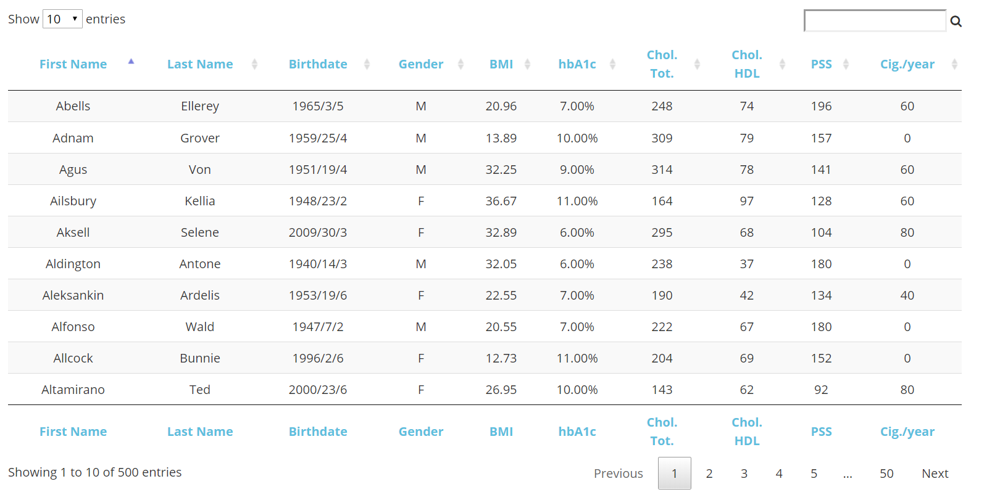 Show 10 entries
First Name Last Name Birthdate Gender BMI hbA1c Chol. Tot. Chol. HDL PSS Cig./year
Abells Ellerey 1965/3/5 M 20.96 7.00% 248 74 196 60
Adnam Grover 1959/25/4 M 13.89 10.00% 309 79 157 0
Agus Von 1951/19/4 M 32.25 9.00% 314 78 141 60
Ailsbury Kellia 1948/23/2 F 36.67 11.00% 164 97 128 60
Aksell Selene 2009/30/3 F 32.89 6.00% 295 68 104 80
Aldington Antone 1940/14/3 M 32.05 6.00% 238 37 180 0
Aleksankin Ardelis 1953/19/6 F 22.55 7.00% 190 42 134 40
Alfonso Wald 1947/7/2 M 20.55 7.00% 222 67 180 0
Allcock Bunnie 1996/2/6 F 12.73 11.00% 204 69 152 0
Altamirano Ted 2000/23/6 F 26.95 10.00% 143 62 92 80
First Name Last Name Birthdate Gender BMI hbA1c Chol. Tot. Chol. HDL PSS Cig./year
Showing 1 to 10 of 500 entries
Previous 1 2 3 4 5 ... 50 Next